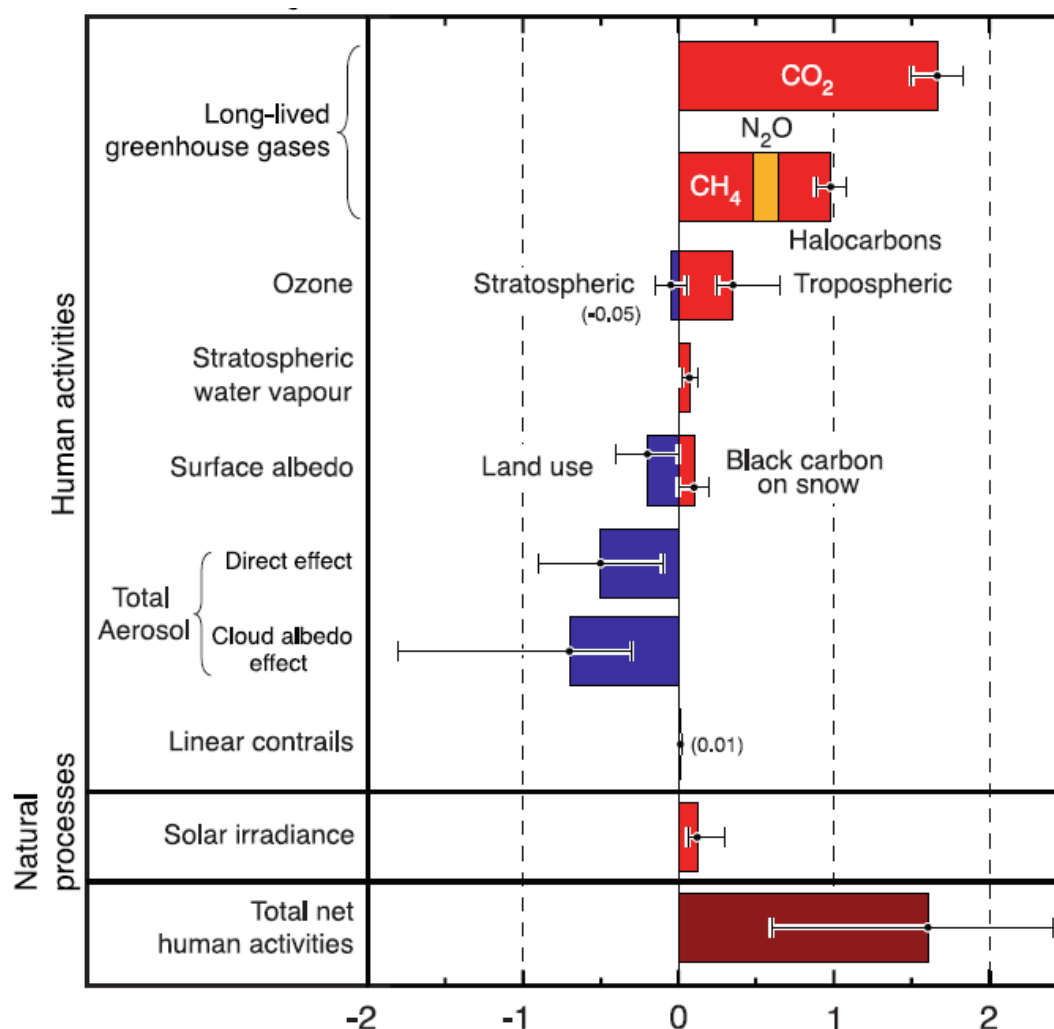 Human activities
Long-lived
greenhouse gases
CO₂
N₂O
CH₄
Halocarbons
Ozone
Stratospheric
(-0.05)
Tropospheric
Stratospheric
water vapour
Surface albedo
Land use
Black carbon
on snow
Total
Aerosol
Direct effect
Cloud albedo
effect
Linear contrails
(0.01)
Natural
processes
Solar irradiance
Total net
human activities
-2 -1 0 1 2